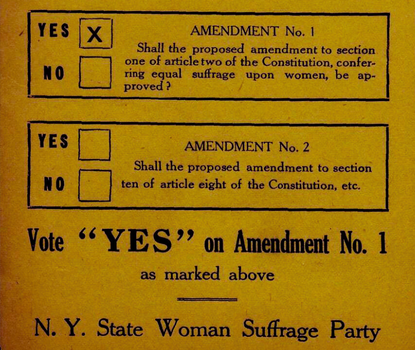 YES X AMENDMENT No. 1
Shall the proposed amendment to section
one of article two of the Constitution, confer-
NO ring equal suffrage upon women, be ap-
proved?
YES AMENDMENT No. 2
Shall the proposed amendment to section
NO ten of article eight of the Constitution, etc.
Vote “YES” on Amendment No. 1
as marked above
N. Y. State Woman Suffrage Party